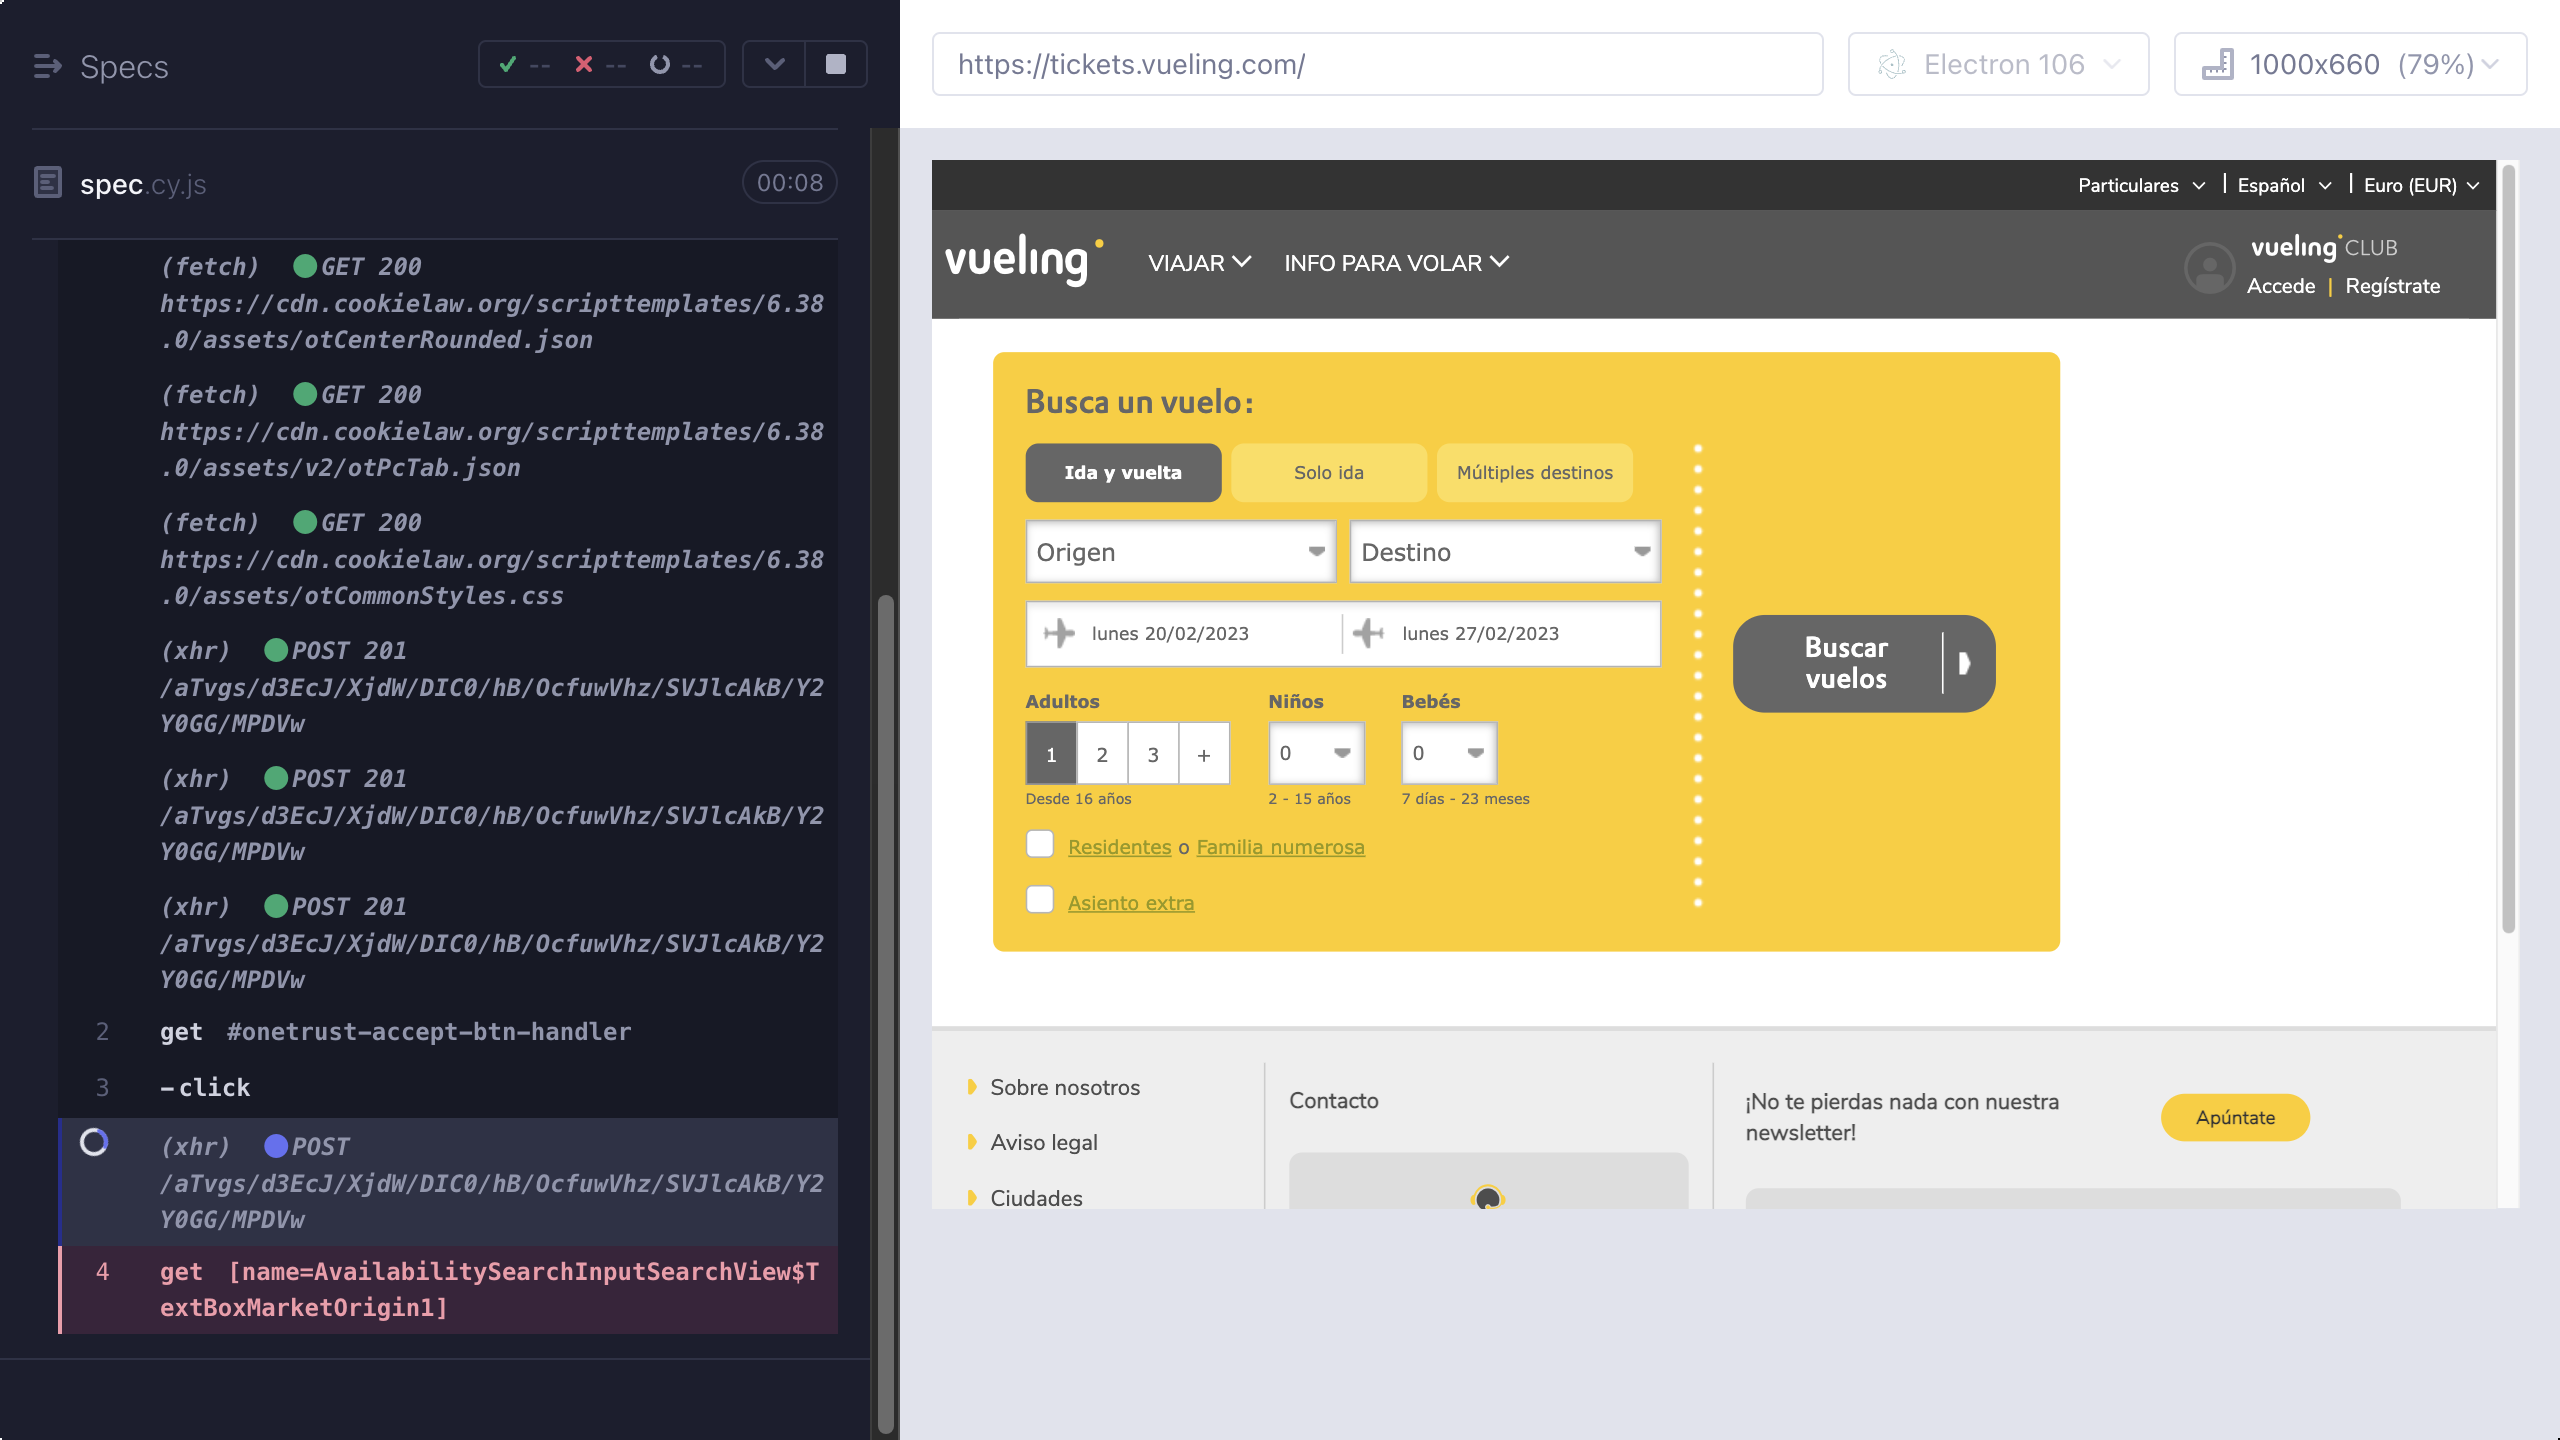 Specs
-- -- --
spec.cy.js
00:08
(fetch) GET 200
https://cdn.cookielaw.org/scripttemplates/6.38
.0/assets/otCenterRounded.json
(fetch) GET 200
https://cdn.cookielaw.org/scripttemplates/6.38
.0/assets/v2/otPcTab.json
(fetch) GET 200
https://cdn.cookielaw.org/scripttemplates/6.38
.0/assets/otCommonStyles.css
(xhr) POST 201
/aTvgs/d3EcJ/XjdW/DIC0/hB/OcfuwVhz/SVJlcAkB/Y2
Y0GG/MPDVw
(xhr) POST 201
/aTvgs/d3EcJ/XjdW/DIC0/hB/OcfuwVhz/SVJlcAkB/Y2
Y0GG/MPDVw
(xhr) POST 201
/aTvgs/d3EcJ/XjdW/DIC0/hB/OcfuwVhz/SVJlcAkB/Y2
Y0GG/MPDVw
2 get #onetrust-accept-btn-handler
3 -click
(xhr) POST
/aTvgs/d3EcJ/XjdW/DIC0/hB/OcfuwVhz/SVJlcAkB/Y2
Y0GG/MPDVw
4 get [name=AvailabilitySearchInputSearchView$T
extBoxMarketOrigin1]
https://tickets.vueling.com/
Electron 106
1000x660 (79%)
Particulares | Español | Euro (EUR)
vueling
VIAJAR
INFO PARA VOLAR
vueling CLUB
Accede | Regístrate
Busca un vuelo:
Ida y vuelta
Solo ida
Múltiples destinos
Origen
Destino
lunes 20/02/2023
lunes 27/02/2023
Adultos
Niños
Bebés
1 2 3 +
0
0
Desde 16 años
2 - 15 años
7 días - 23 meses
Residentes o Familia numerosa
Asiento extra
Buscar
vuelos
Sobre nosotros
Aviso legal
Ciudades
Contacto
¡No te pierdas nada con nuestra
newsletter!
Apúntate